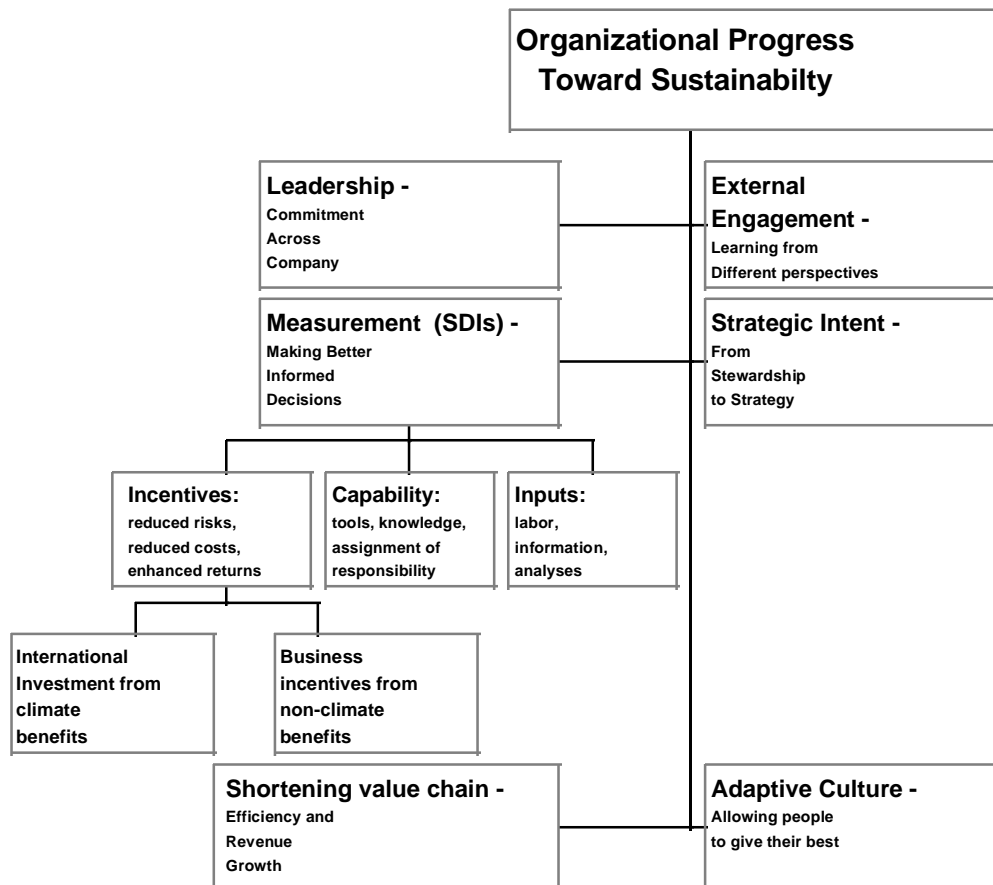 Organizational Progress
Toward Sustainabilty
Leadership -
Commitment
Across
Company
External
Engagement -
Learning from
Different perspectives
Measurement (SDIs) -
Making Better
Informed
Decisions
Strategic Intent -
From
Stewardship
to Strategy
Incentives:
reduced risks,
reduced costs,
enhanced returns
Capability:
tools, knowledge,
assignment of
responsibility
Inputs:
labor,
information,
analyses
International
Investment from
climate
benefits
Business
incentives from
non-climate
benefits
Shortening value chain -
Efficiency and
Revenue
Growth
Adaptive Culture -
Allowing people
to give their best